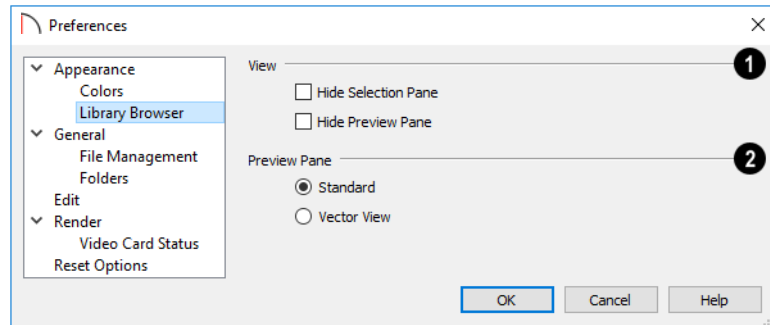 Preferences
Appearance
Colors
Library Browser
General
File Management
Folders
Edit
Render
Video Card Status
Reset Options
View
1
Hide Selection Pane
Hide Preview Pane
Preview Pane
2
Standard
Vector View
OK Cancel Help